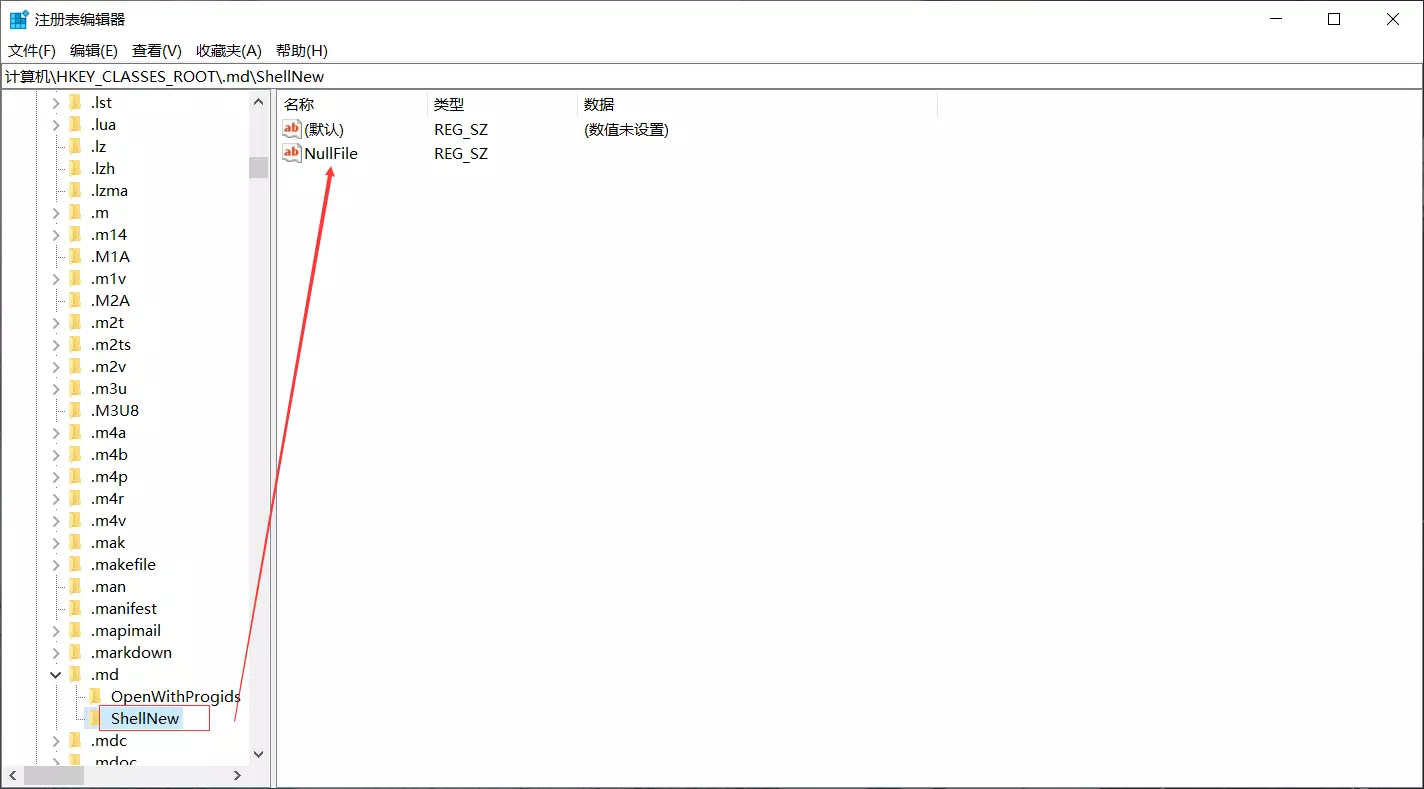 注册表编辑器
文件(F) 编辑(E) 查看(V) 收藏夹(A) 帮助(H)
计算机\HKEY_CLASSES_ROOT\.md\ShellNew
.lst
.lua
.lz
.lzh
.lzma
.m
.m14
.M1A
.m1v
.M2A
.m2t
.m2ts
.m2v
.m3u
.M3U8
.m4a
.m4b
.m4p
.m4r
.m4v
.mak
.makefile
.man
.manifest
.mapimail
.markdown
.md
OpenWithProgids
ShellNew
.mdc
.mdoc
名称 类型 数据
ab (默认) REG_SZ (数值未设置)
ab NullFile REG_SZ